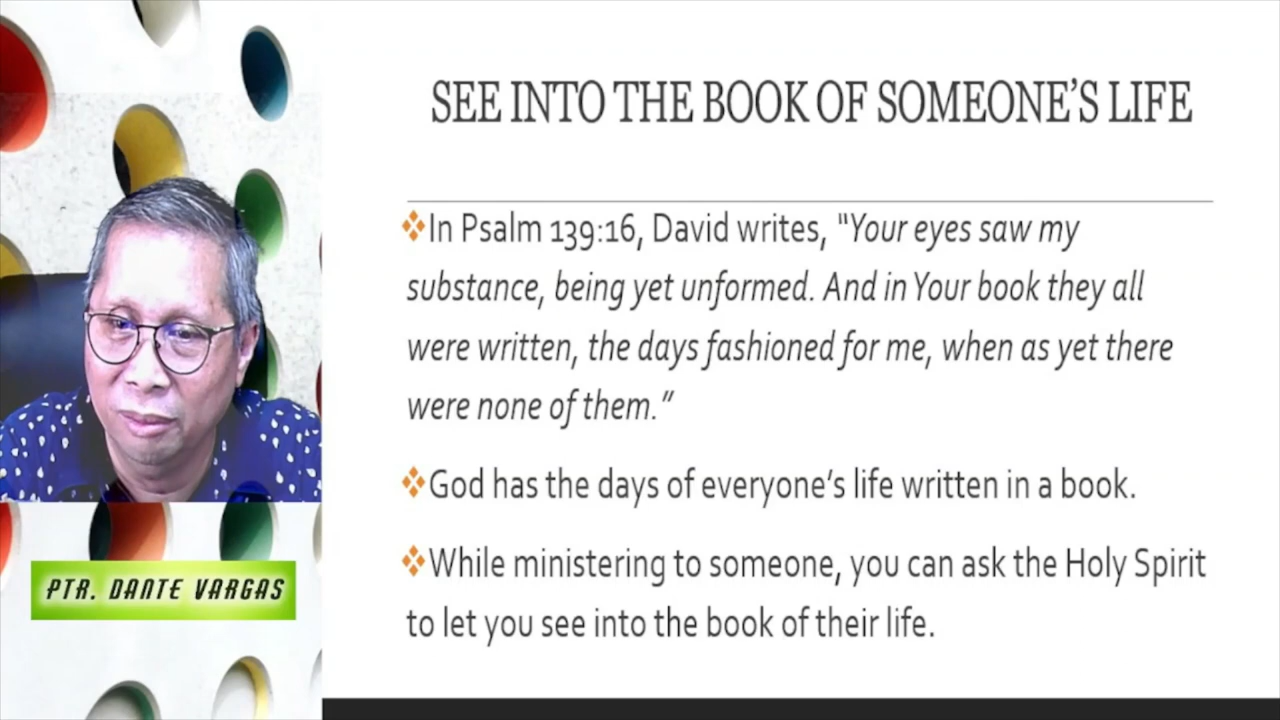 SEE INTO THE BOOK OF SOMEONE’S LIFE
❖In Psalm 139:16, David writes, "Your eyes saw my
substance, being yet unformed. And in Your book they all
were written, the days fashioned for me, when as yet there
were none of them.”
❖God has the days of everyone’s life written in a book.
❖While ministering to someone, you can ask the Holy Spirit
to let you see into the book of their life.
PTR. DANTE VARGAS